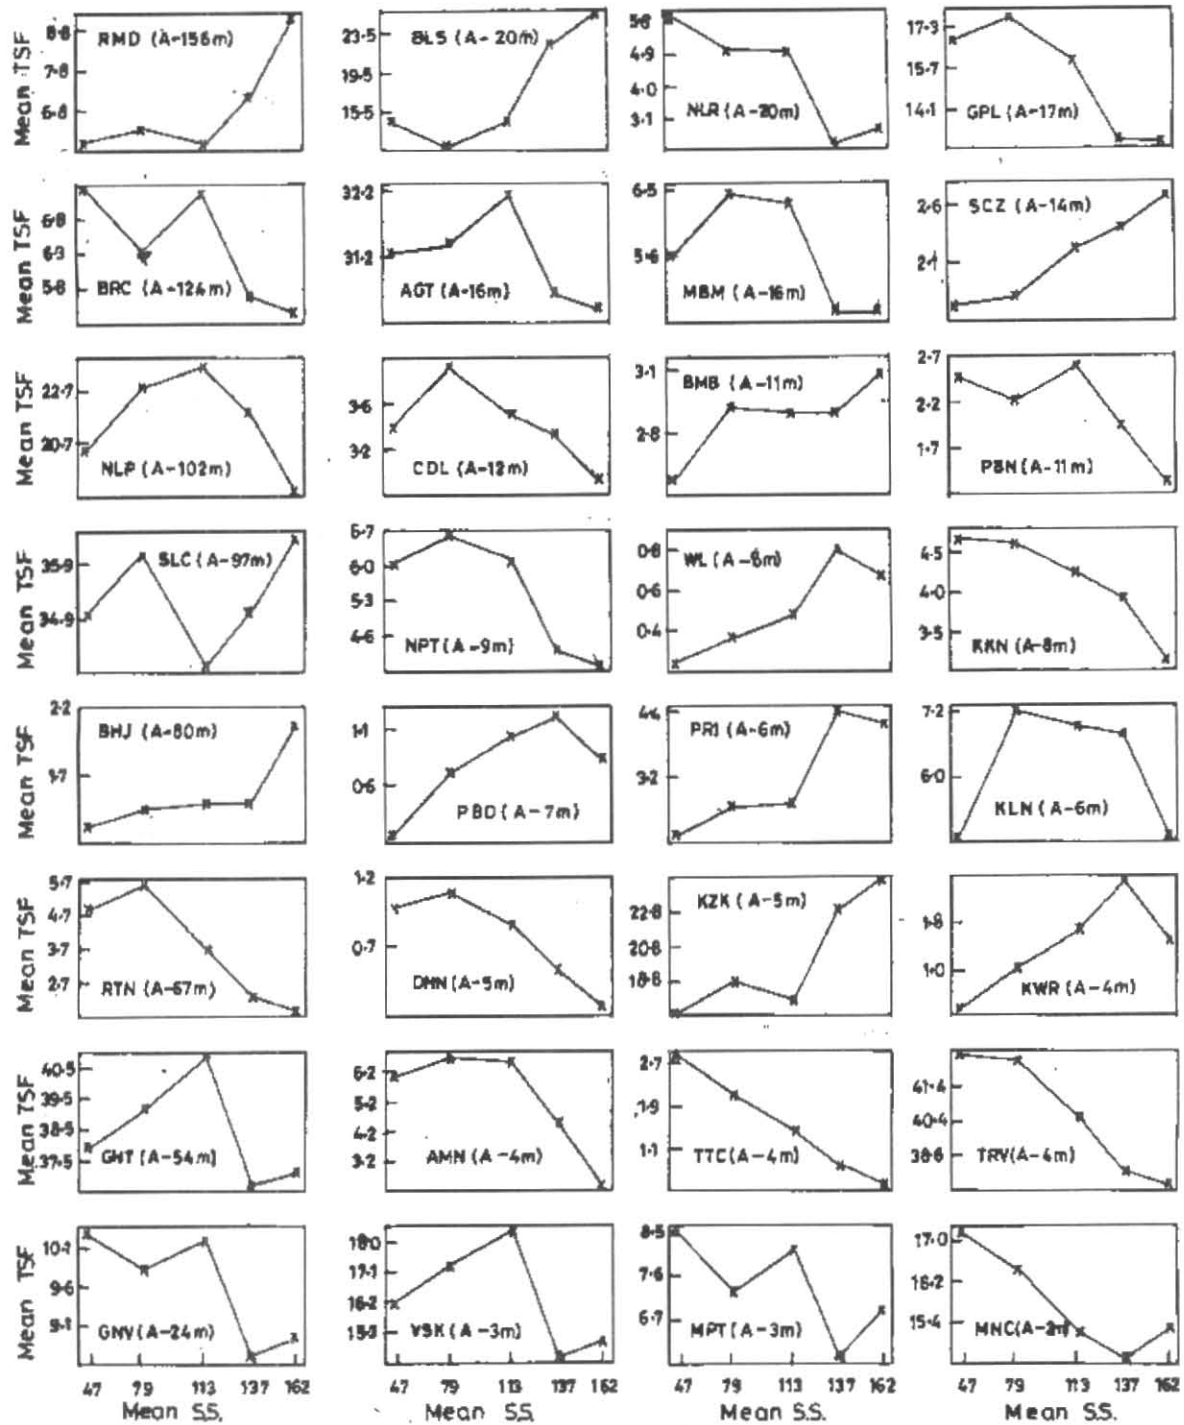 Mean TSF
8·8
7·8
6·8
RMD (A-156m)
23·5
19·5
15·5
BLS (A-20m)
5·8
4·9
4·0
3·1
NLR (A-20m)
17·3
15·7
14·1
GPL (A-17m)
Mean TSF
6·8
6·3
5·8
BRC (A-124m)
32·2
31·2
AGT (A-16m)
6·5
5·6
MBM (A-16m)
2·6
2·1
SCZ (A-14m)
Mean TSF
22·7
20·7
NLP (A-102m)
3·6
3·2
CDL (A-12m)
3·1
2·8
BMB (A-11m)
2·7
2·2
1·7
PBN (A-11m)
Mean TSF
35·9
34·9
SLC (A-97m)
6·7
6·0
5·3
4·6
NPT (A-9m)
0·8
0·6
0·4
4·5
4·0
3·5
KKN (A-8m)
Mean TSF
2·2
1·7
BHJ (A-80m)
1·1
0·6
PBD (A-7m)
4·4
3·2
PRI (A-6m)
7·2
6·0
KLN (A-6m)
Mean TSF
5·7
4·7
3·7
2·7
RTN (A-67m)
1·2
0·7
DMN (A-5m)
22·8
20·8
18·8
KZK (A-5m)
1·8
1·0
KWR (A-4m)
Mean TSF
40·5
39·5
38·5
37·5
GHT (A-54m)
6·2
5·2
4·2
3·2
AMN (A-4m)
2·7
1·9
1·1
TTC (A-4m)
41·4
40·4
TRV (A-4m)
Mean TSF
10·1
9·6
9·1
GNV (A-24m)
18·0
17·1
16·2
15·3
VSK (A-3m)
8·5
7·6
6·7
MPT (A-3m)
17·0
16·2
15·4
MNC (A-2m)
47 79 113 137 162
47 79 113 137 162
47 79 113 137 162
47 79 113 137 162
Mean S.S.
Mean S.S.
Mean S.S.
Mean S.S.